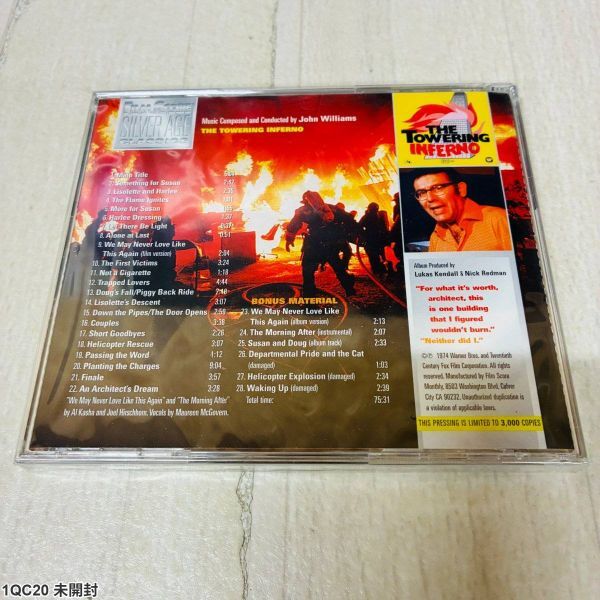 FILM SCORE
SILVER AGE
CLASSICS
Music Composed and Conducted by John Williams
THE TOWERING INFERNO
1. Main Title
2. Something for Susan 2:42
3. Lisolette and Harlee 2:35
4. The Flame Ignites
5. More for Susan
6. Harlee Dressing 1:37
7. Let There Be Light :37
8. Alone at Last :51
9. We May Never Love Like
This Again (film version) 2:04
10. The First Victims 3:24
11. Not a Cigarette 1:18
12. Trapped Lovers 4:44
13. Doug's Fall/Piggy Back Ride 2:18
14. Lisolette's Descent 3:07
15. Down the Pipes/The Door Opens 2:59
16. Couples 3:38
17. Short Goodbyes 2:26
18. Helicopter Rescue 3:07
19. Passing the Word 1:12
20. Planting the Charges 9:04
21. Finale 3:57
22. An Architect's Dream 3:28
"We May Never Love Like This Again" and "The Morning After"
by Al Kasha and Joel Hirschhorn. Vocals by Maureen McGovern.
BONUS MATERIAL
23. We May Never Love Like
This Again (album version) 2:13
24. The Morning After (instrumental) 2:07
25. Susan and Doug (album track) 2:33
26. Departmental Pride and the Cat
(damaged) 1:03
27. Helicopter Explosion (damaged) 2:34
28. Waking Up (damaged) 2:39
Total time: 75:31
THE
TOWERING
INFERNO
Album Produced by
Lukas Kendall & Nick Redman
"For what it's worth,
architect, this
is one building
that I figured
wouldn't burn."
"Neither did I."
©℗ 1974 Warner Bros. and Twentieth
Century Fox Film Corporation. All
rights reserved.
Manufactured by Film Score
Monthly, 8503 Washington Blvd, Culver
City CA 90232. Unauthorized duplication is
a violation of applicable laws.
THIS PRESSING IS LIMITED TO 3,000 COPIES
1QC20 未開封